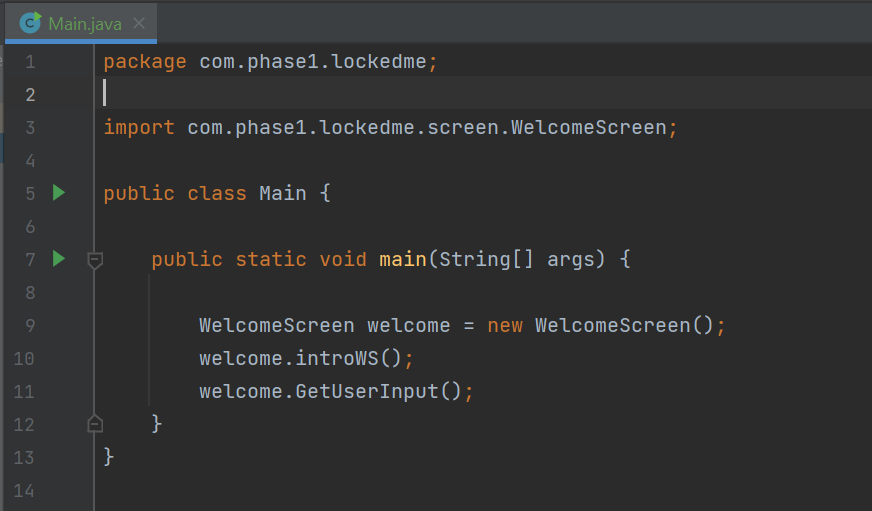 Main.java
1 package com.phase1.lockedme;
2
3 import com.phase1.lockedme.screen.WelcomeScreen;
4
5 public class Main {
6
7     public static void main(String[] args) {
8
9         WelcomeScreen welcome = new WelcomeScreen();
10         welcome.introWS();
11         welcome.GetUserInput();
12     }
13 }
14